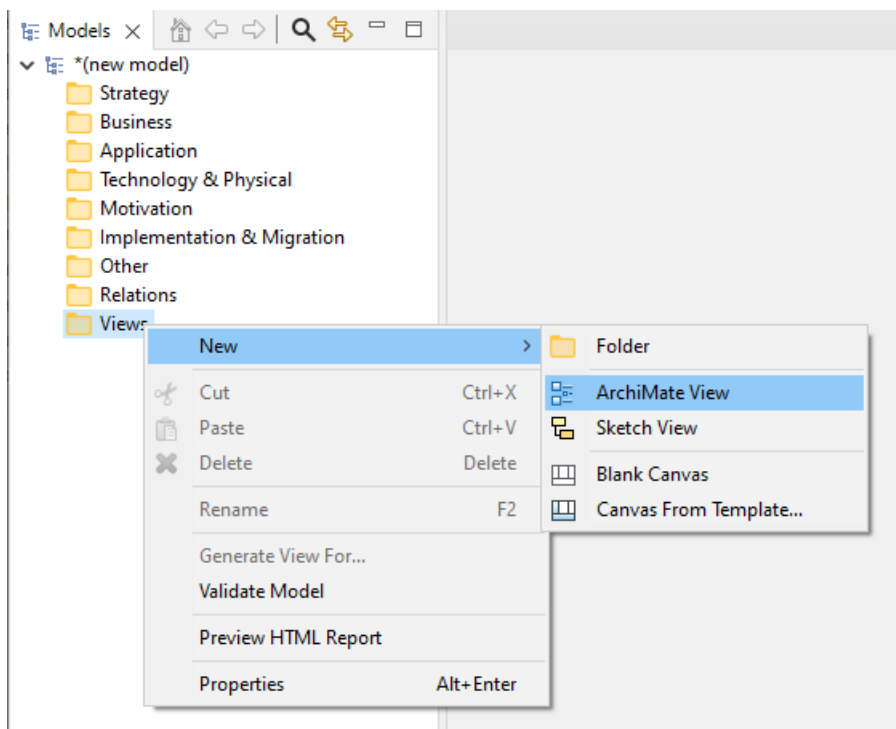 Models
*(new model)
Strategy
Business
Application
Technology & Physical
Motivation
Implementation & Migration
Other
Relations
Views
New
Cut Ctrl+X
Paste Ctrl+V
Delete Delete
Rename F2
Generate View For...
Validate Model
Preview HTML Report
Properties Alt+Enter
Folder
ArchiMate View
Sketch View
Blank Canvas
Canvas From Template...